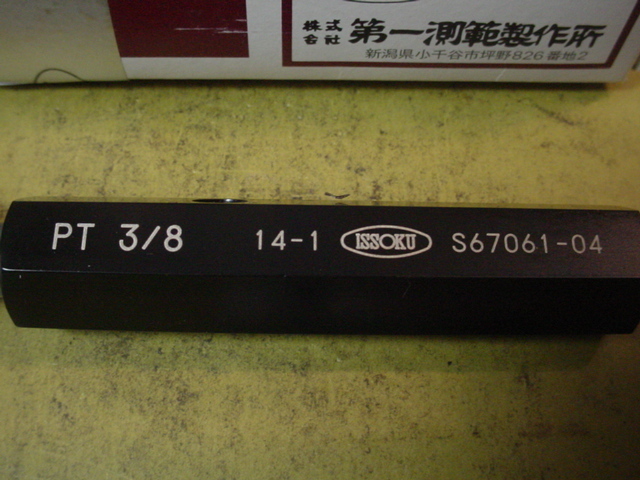 株式会社 第一測範製作所
新潟県小千谷市坪野826番地2
PT 3/8 14-1 ISSOKU S67061-04